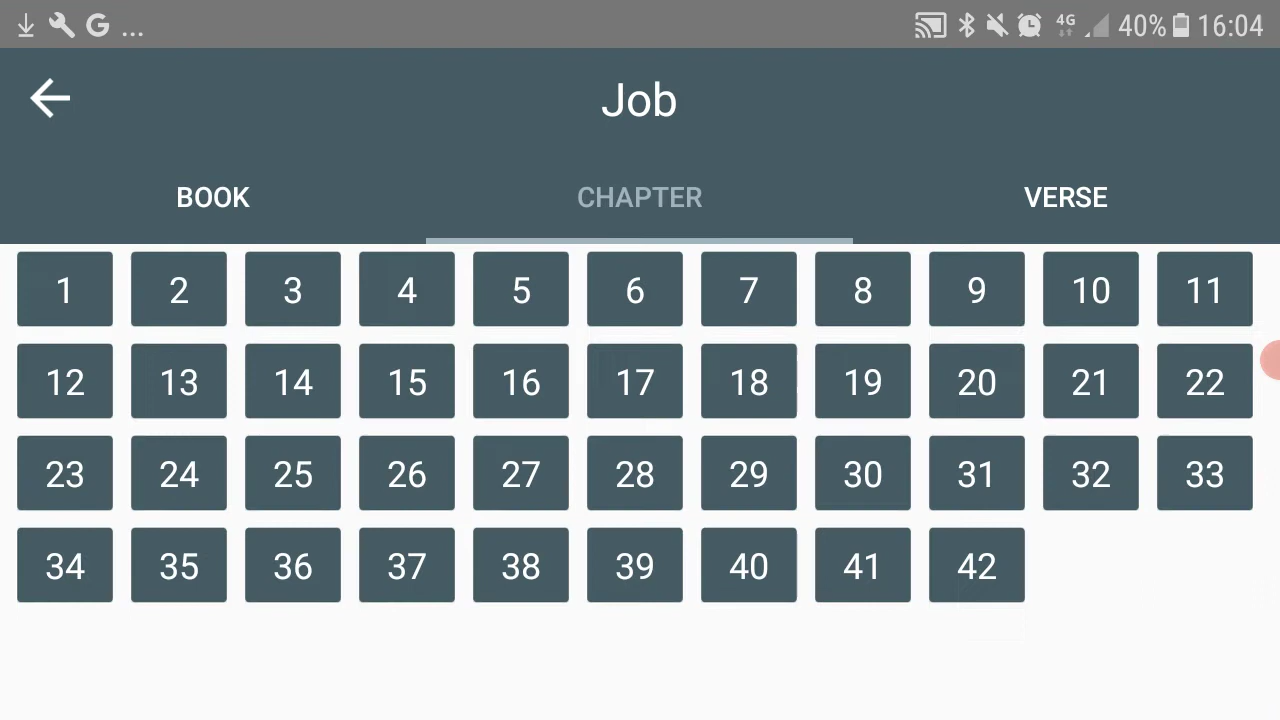 G ... 4G 40% 16:04
Job
BOOK CHAPTER VERSE
1 2 3 4 5 6 7 8 9 10 11
12 13 14 15 16 17 18 19 20 21 22
23 24 25 26 27 28 29 30 31 32 33
34 35 36 37 38 39 40 41 42